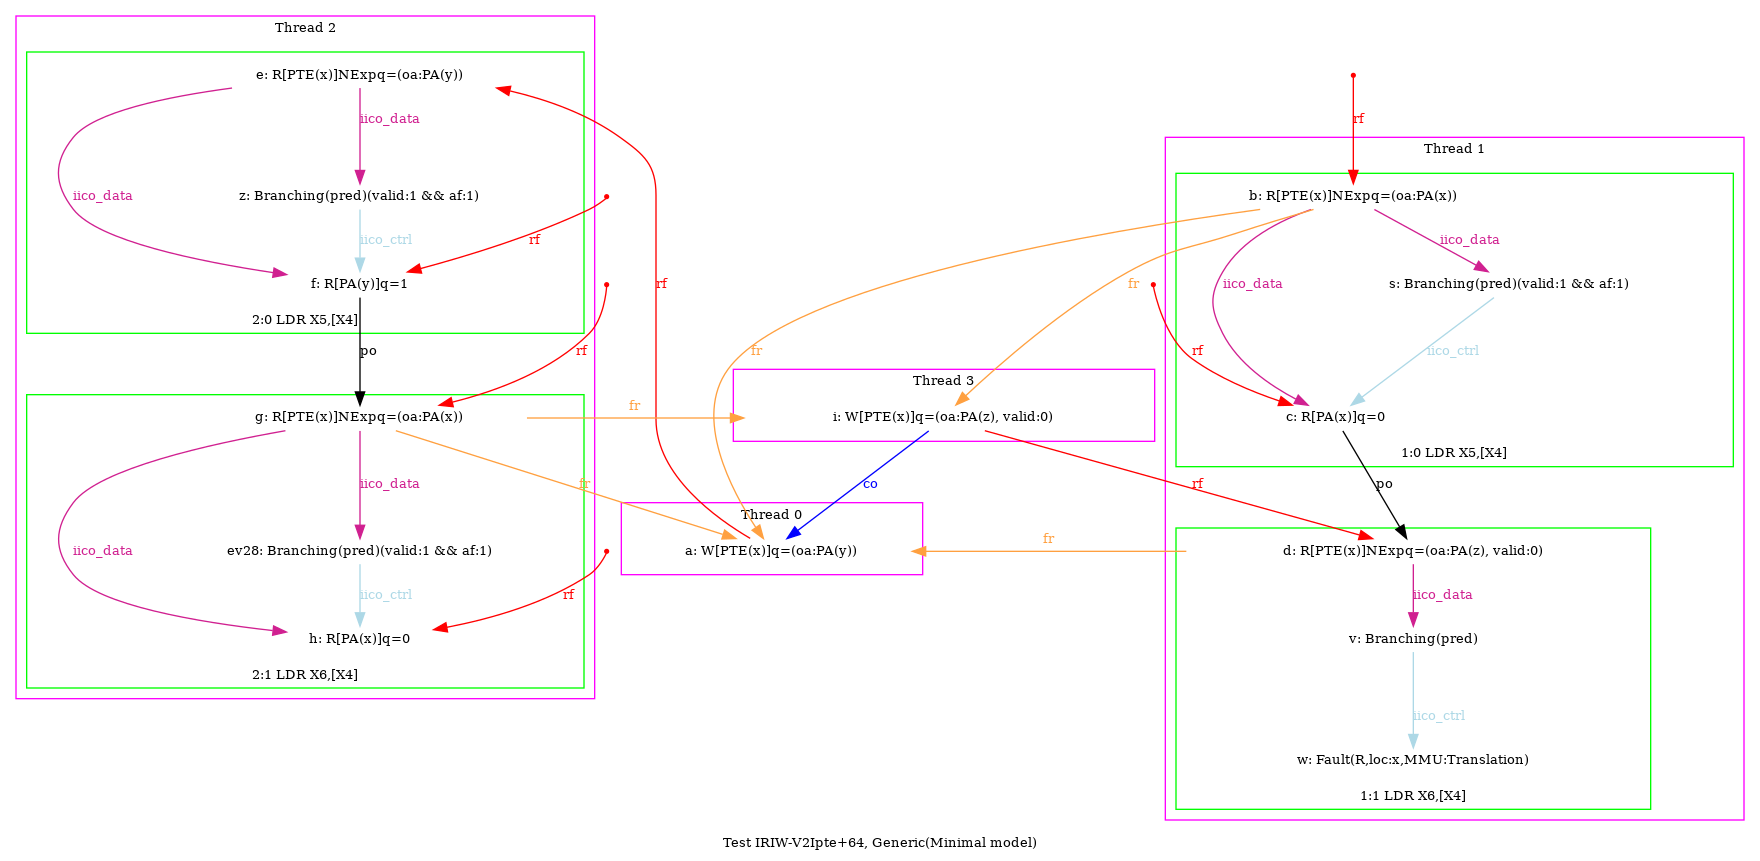 Thread 2
e: R[PTE(x)]NExpq=(oa:PA(y))
iico_data
z: Branching(pred)(valid:1 && af:1)
iico_data
iico_ctrl
rf
f: R[PA(y)]q=1
2:0 LDR X5,[X4]
po
rf
g: R[PTE(x)]NExpq=(oa:PA(x))
iico_data
ev28: Branching(pred)(valid:1 && af:1)
iico_data
iico_ctrl
rf
h: R[PA(x)]q=0
2:1 LDR X6,[X4]
rf
fr
fr
fr
fr
Thread 3
i: W[PTE(x)]q=(oa:PA(z), valid:0)
co
rf
Thread 0
a: W[PTE(x)]q=(oa:PA(y))
fr
rf
Thread 1
b: R[PTE(x)]NExpq=(oa:PA(x))
iico_data
s: Branching(pred)(valid:1 && af:1)
iico_data
iico_ctrl
rf
c: R[PA(x)]q=0
1:0 LDR X5,[X4]
po
d: R[PTE(x)]NExpq=(oa:PA(z), valid:0)
iico_data
v: Branching(pred)
iico_ctrl
w: Fault(R,loc:x,MMU:Translation)
1:1 LDR X6,[X4]
Test IRIW-V2Ipte+64, Generic(Minimal model)